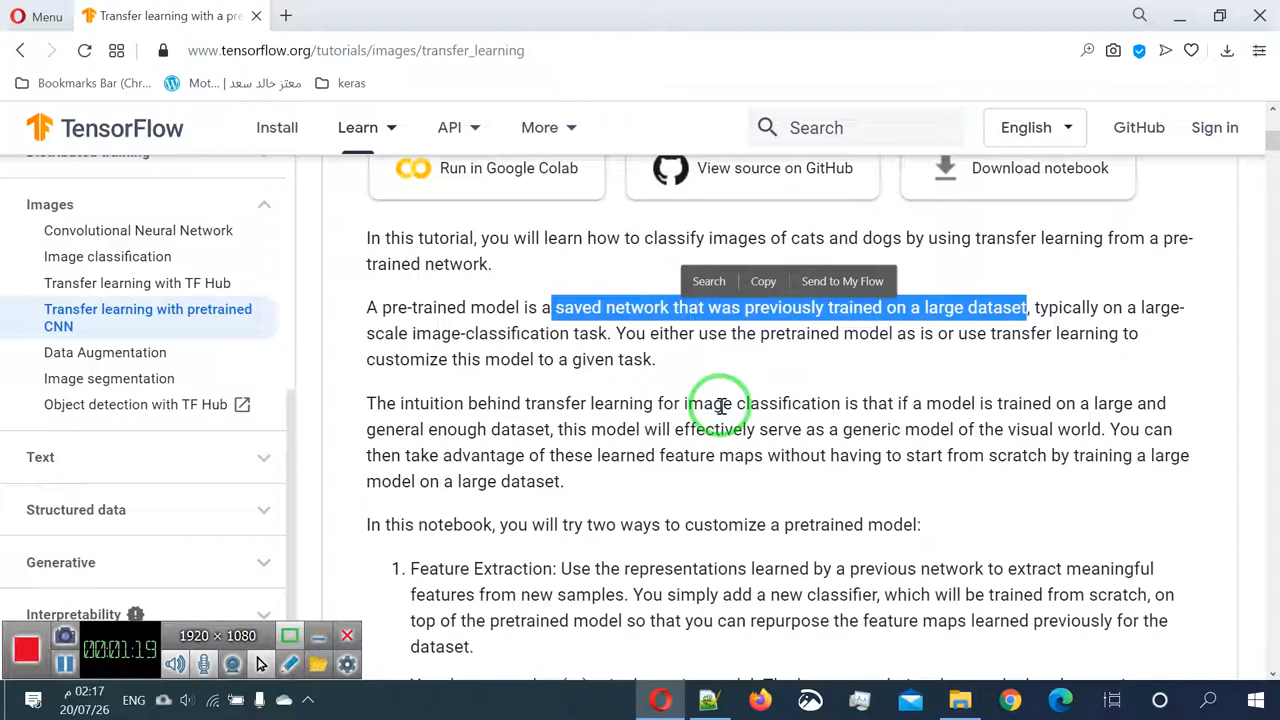 Menu
Transfer learning with a pre
www.tensorflow.org/tutorials/images/transfer_learning
Bookmarks Bar (Chr...
Mot... | معتز خالد سعد
keras
TensorFlow
Install
Learn
API
More
Search
English
GitHub
Sign in
Distributed training
Images
Convolutional Neural Network
Image classification
Transfer learning with TF Hub
Transfer learning with pretrained
CNN
Data Augmentation
Image segmentation
Object detection with TF Hub
Text
Structured data
Generative
Interpretability
Run in Google Colab
View source on GitHub
Download notebook
In this tutorial, you will learn how to classify images of cats and dogs by using transfer learning from a pre-
trained network.
Search
Copy
Send to My Flow
A pre-trained model is a saved network that was previously trained on a large dataset, typically on a large-
scale image-classification task. You either use the pretrained model as is or use transfer learning to
customize this model to a given task.
The intuition behind transfer learning for image classification is that if a model is trained on a large and
general enough dataset, this model will effectively serve as a generic model of the visual world. You can
then take advantage of these learned feature maps without having to start from scratch by training a large
model on a large dataset.
In this notebook, you will try two ways to customize a pretrained model:
1. Feature Extraction: Use the representations learned by a previous network to extract meaningful
features from new samples. You simply add a new classifier, which will be trained from scratch, on
top of the pretrained model so that you can repurpose the feature maps learned previously for the
dataset.
00:01:19
1920 × 1080
02:17 م
20/07/26
ENG